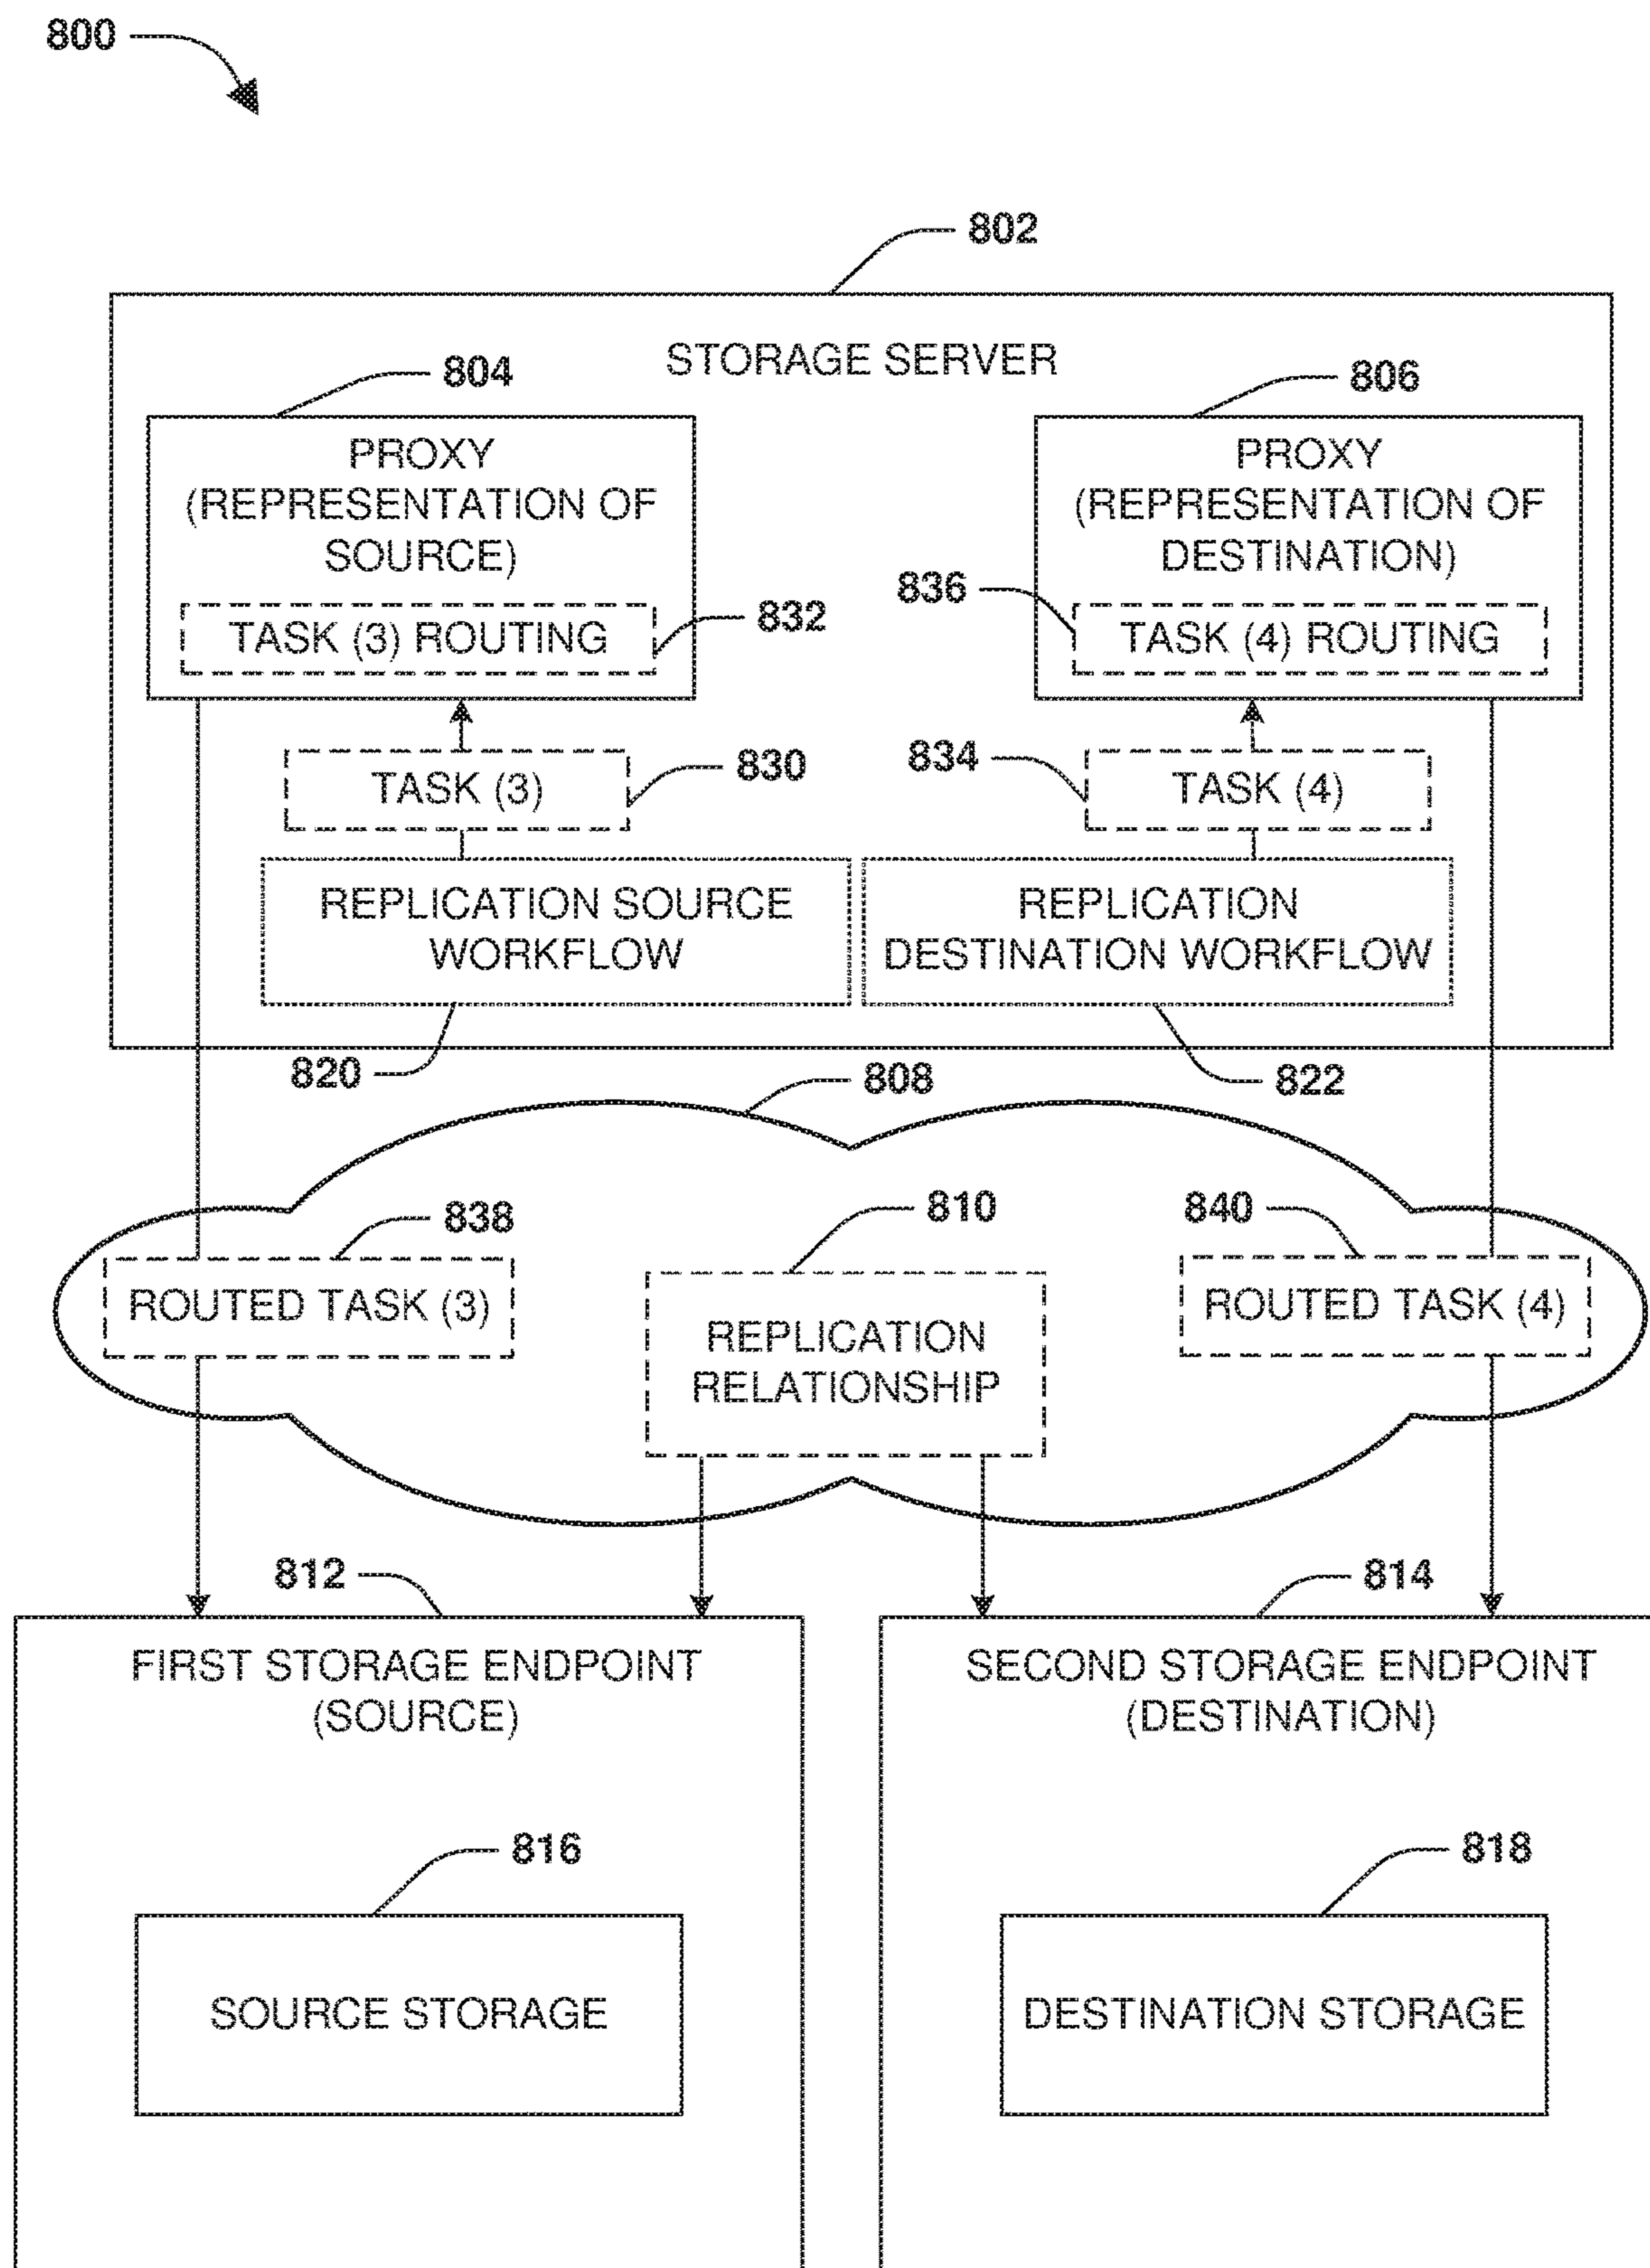 800
802
STORAGE SERVER
804
806
PROXY
(REPRESENTATION OF
SOURCE)
PROXY
(REPRESENTATION OF
DESTINATION)
TASK (3) ROUTING
832
836
TASK (4) ROUTING
TASK (3)
830
834
TASK (4)
REPLICATION SOURCE
WORKFLOW
REPLICATION
DESTINATION WORKFLOW
820
808
822
838
810
840
ROUTED TASK (3)
REPLICATION
RELATIONSHIP
ROUTED TASK (4)
812
814
FIRST STORAGE ENDPOINT
(SOURCE)
SECOND STORAGE ENDPOINT
(DESTINATION)
816
818
SOURCE STORAGE
DESTINATION STORAGE